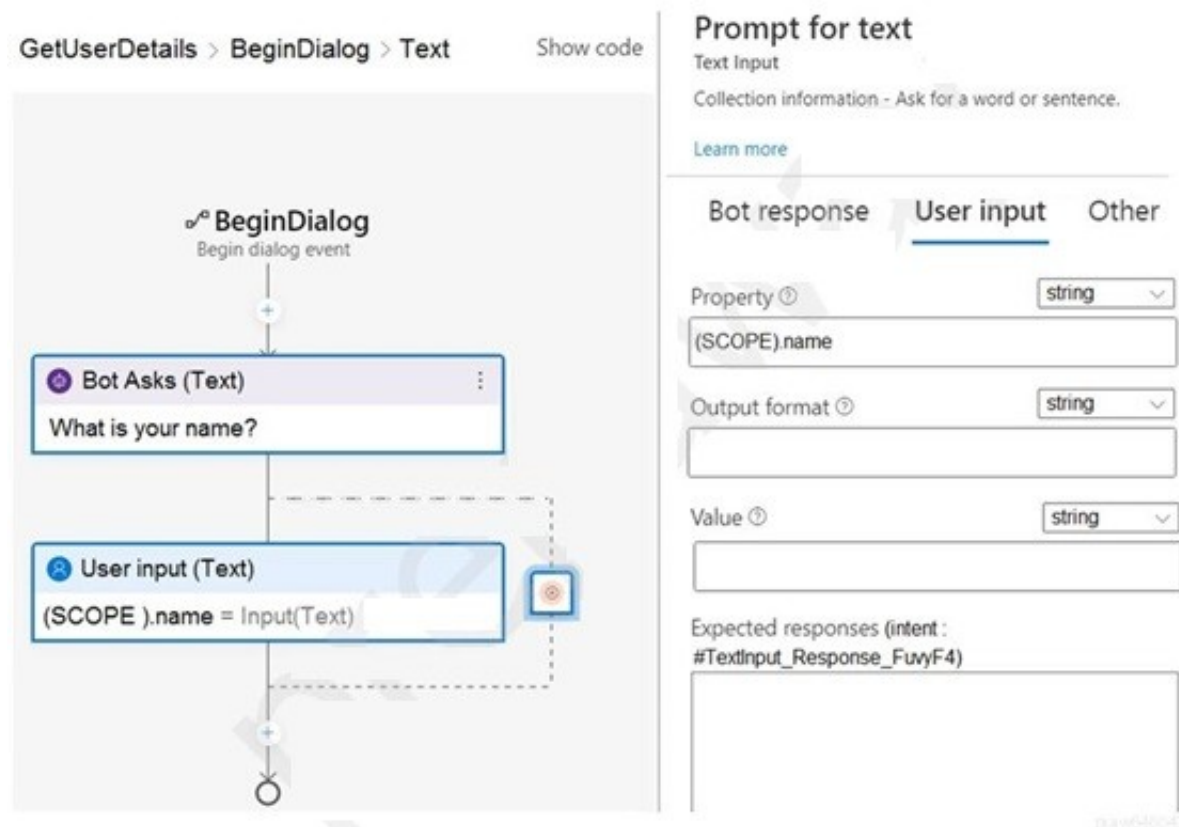 GetUserDetails > BeginDialog > Text
Show code
BeginDialog
Begin dialog event
Bot Asks (Text)
What is your name?
User input (Text)
(SCOPE ).name = Input(Text)
Prompt for text
Text Input
Collection information - Ask for a word or sentence.
Learn more
Bot response
User input
Other
Property
string
(SCOPE).name
Output format
string
Value
string
Expected responses (intent :
#TextInput_Response_FuvyF4)